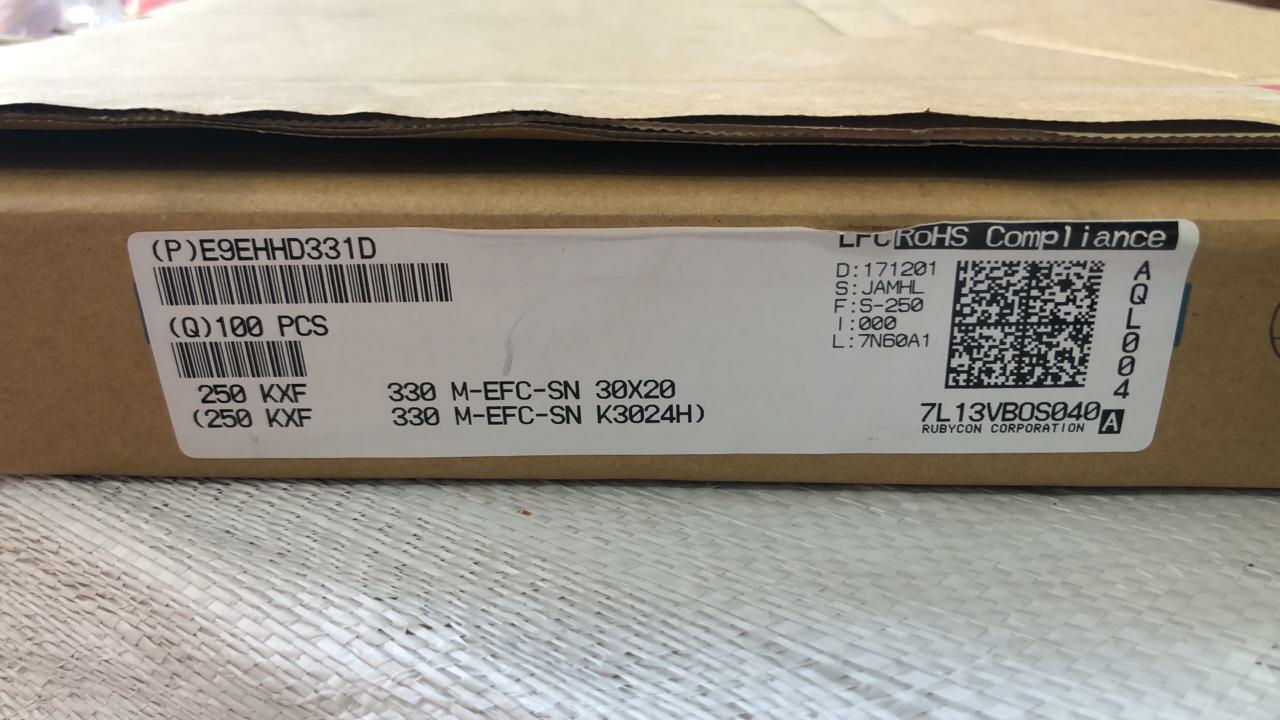 (P)E9EHHD331D
(Q)100 PCS
250 KXF 330 M-EFC-SN 30X20
(250 KXF 330 M-EFC-SN K3024H)
LFC RoHS Compliance
D:171201
S:JAMHL
F:S-250
I:000
L:7N60A1
AQL004
7L13VBOS040 A
RUBYCON CORPORATION